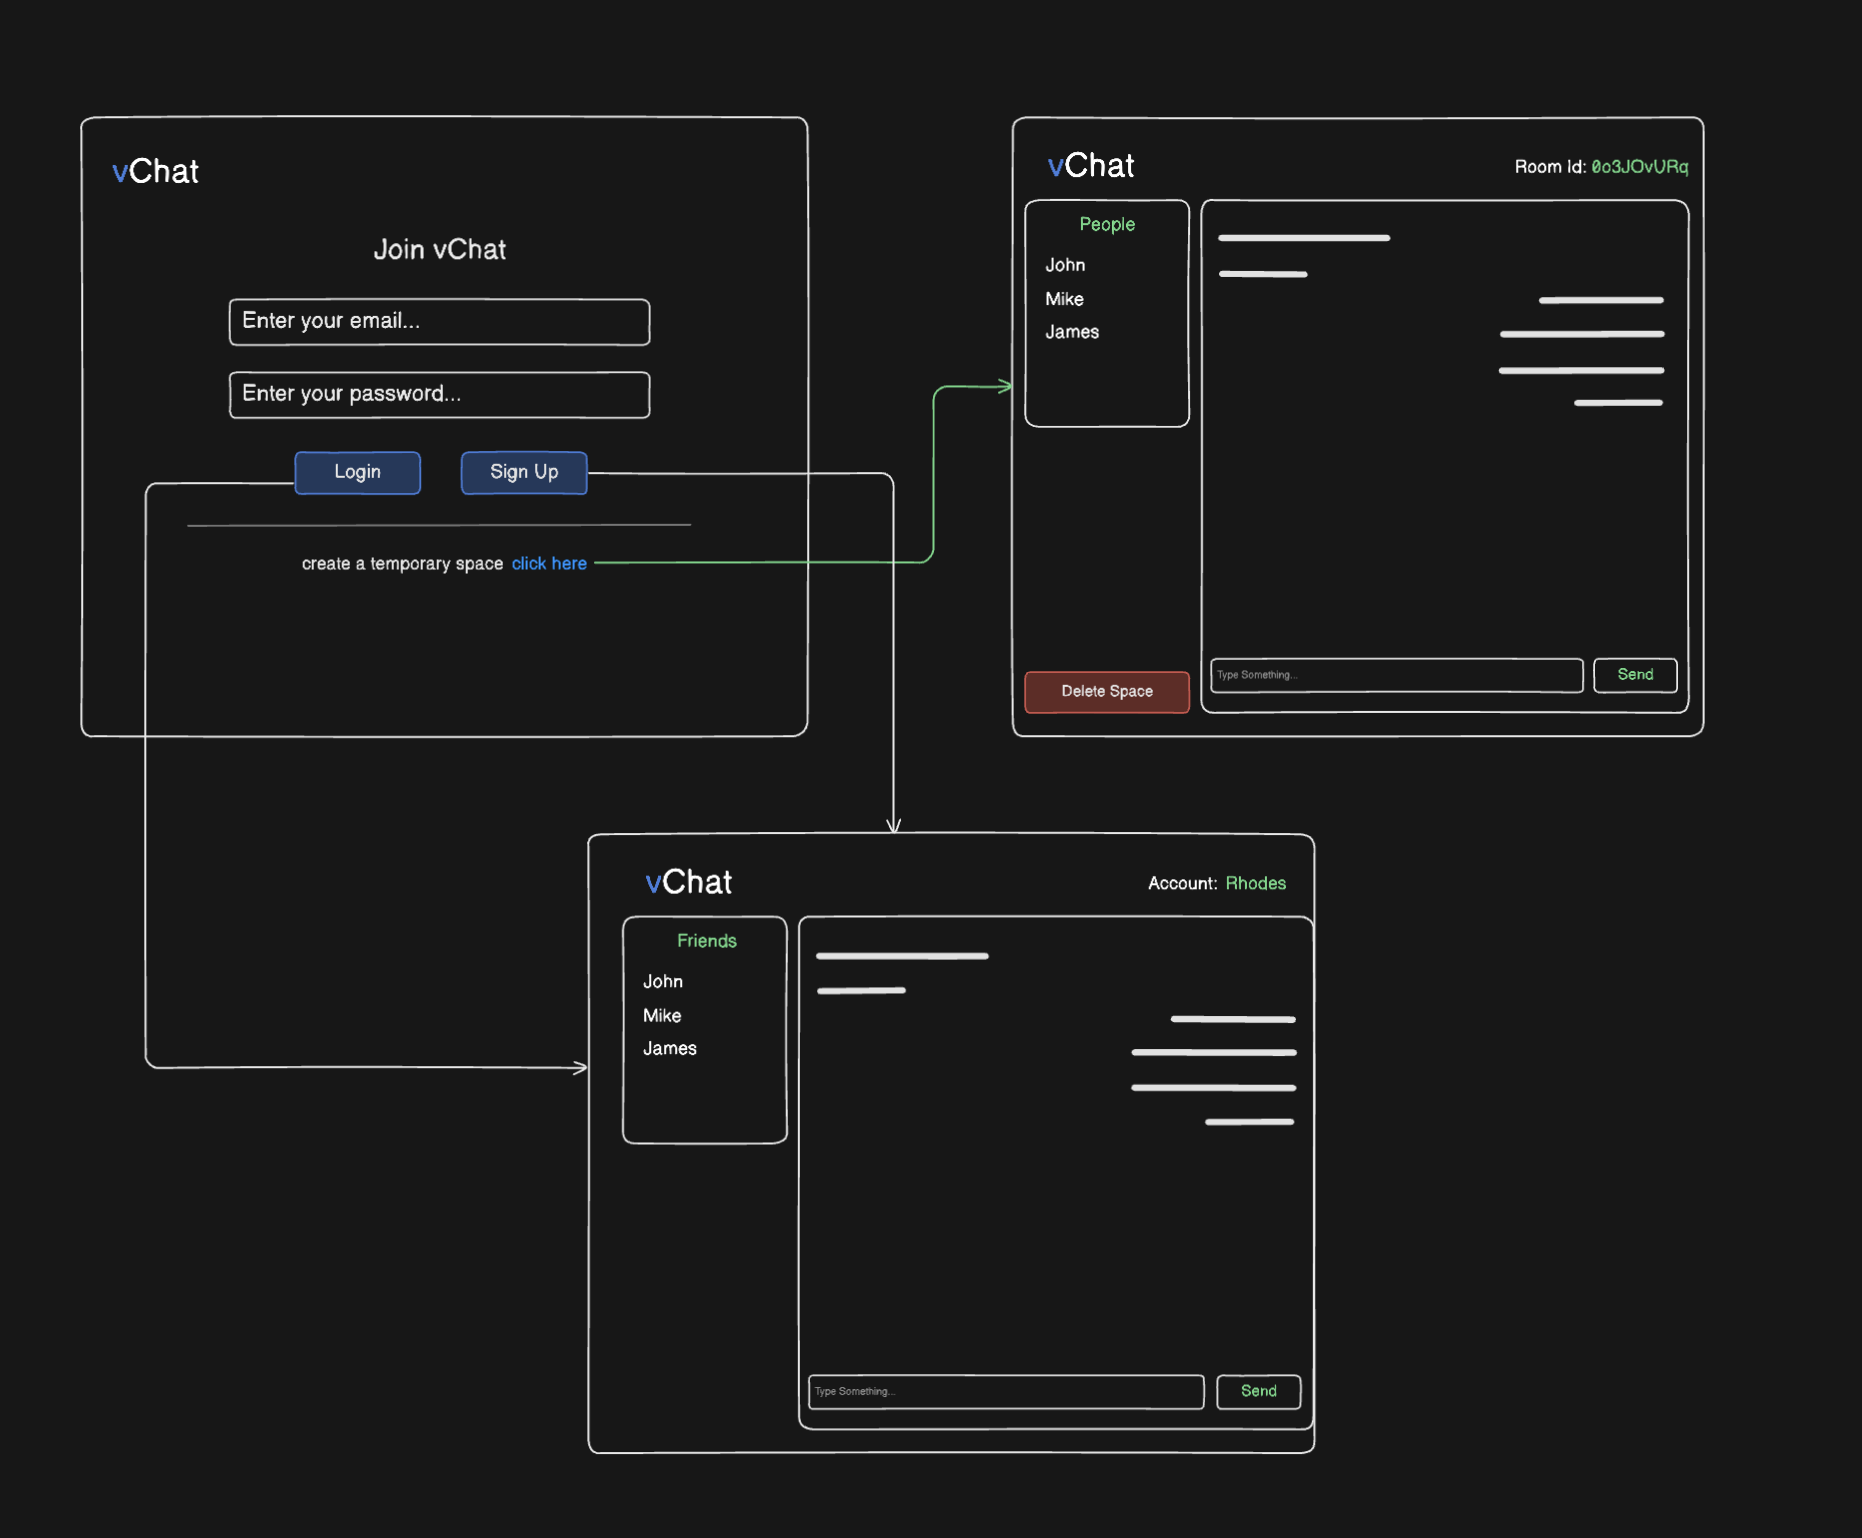 vChat
Join vChat
Enter your email...
Enter your password...
Login
Sign Up
create a temporary space click here
vChat
Room Id: 0o3JOvURq
People
John
Mike
James
Delete Space
Type Something...
Send
vChat
Account: Rhodes
Friends
John
Mike
James
Type Something...
Send